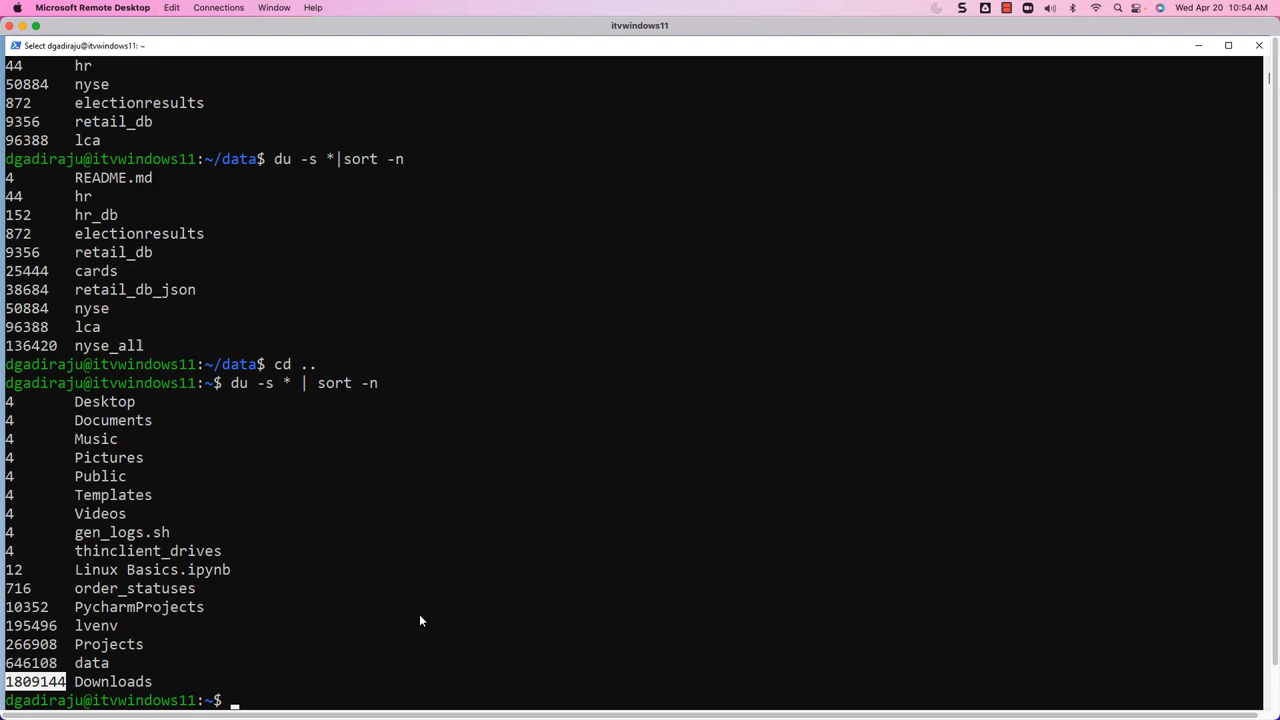 Microsoft Remote Desktop Edit Connections Window Help Wed Apr 20 10:54 AM
itvwindows11
Select dgadiraju@itvwindows11: ~
44 hr
50884 nyse
872 electionresults
9356 retail_db
96388 lca
dgadiraju@itvwindows11:~/data$ du -s *|sort -n
4 README.md
44 hr
152 hr_db
872 electionresults
9356 retail_db
25444 cards
38684 retail_db_json
50884 nyse
96388 lca
136420 nyse_all
dgadiraju@itvwindows11:~/data$ cd ..
dgadiraju@itvwindows11:~$ du -s * | sort -n
4 Desktop
4 Documents
4 Music
4 Pictures
4 Public
4 Templates
4 Videos
4 gen_logs.sh
4 thinclient_drives
12 Linux Basics.ipynb
716 order_statuses
10352 PycharmProjects
195496 lvenv
266908 Projects
646108 data
1809144 Downloads
dgadiraju@itvwindows11:~$